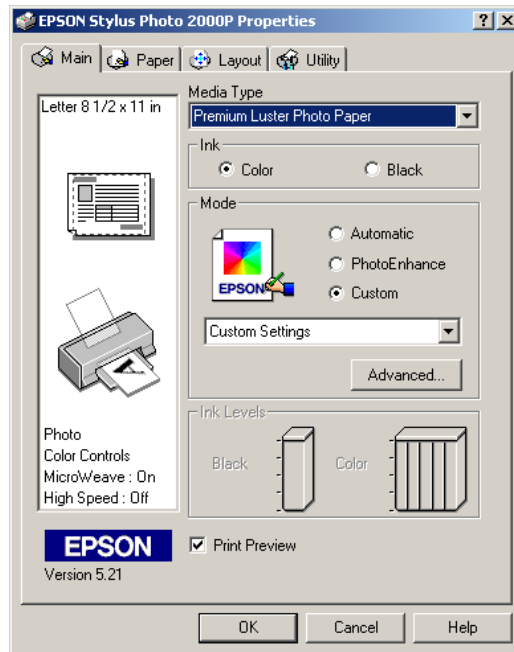 EPSON Stylus Photo 2000P Properties
Main
Paper
Layout
Utility
Letter 8 1/2 x 11 in
Media Type
Premium Luster Photo Paper
Ink
Color
Black
Mode
Automatic
PhotoEnhance
EPSON
Custom
Custom Settings
Advanced...
Ink Levels
Black
Color
A
Photo
Color Controls
MicroWeave : On
High Speed : Off
EPSON
Version 5.21
Print Preview
OK
Cancel
Help